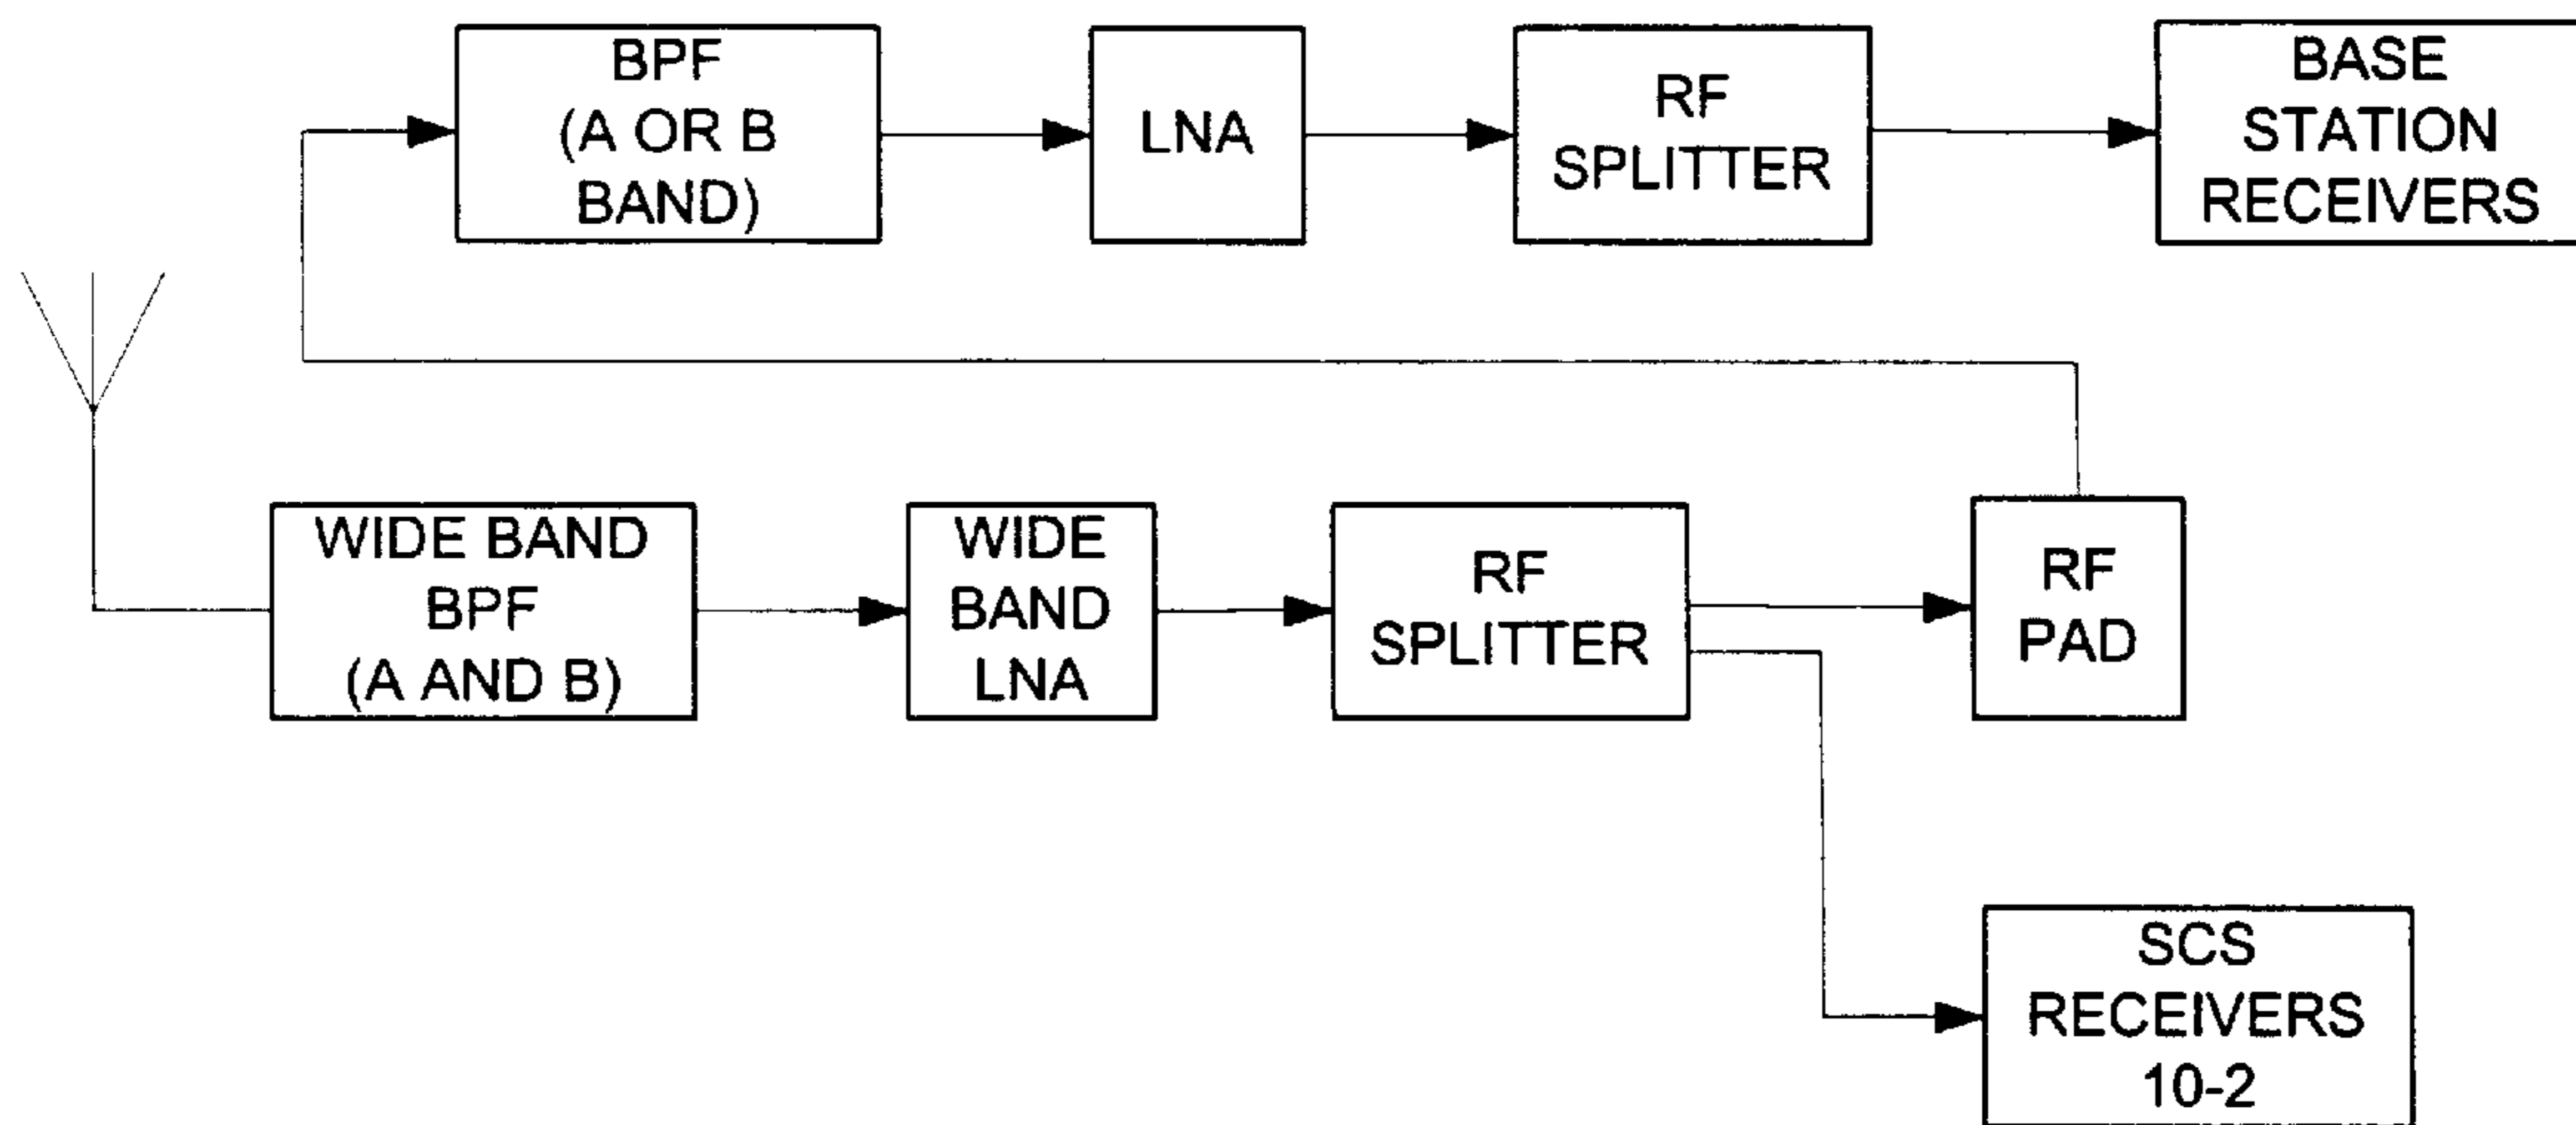 BPF
(A OR B
BAND)
LNA
RF
SPLITTER
BASE
STATION
RECEIVERS
WIDE BAND
BPF
(A AND B)
WIDE
BAND
LNA
RF
SPLITTER
RF
PAD
SCS
RECEIVERS
10-2